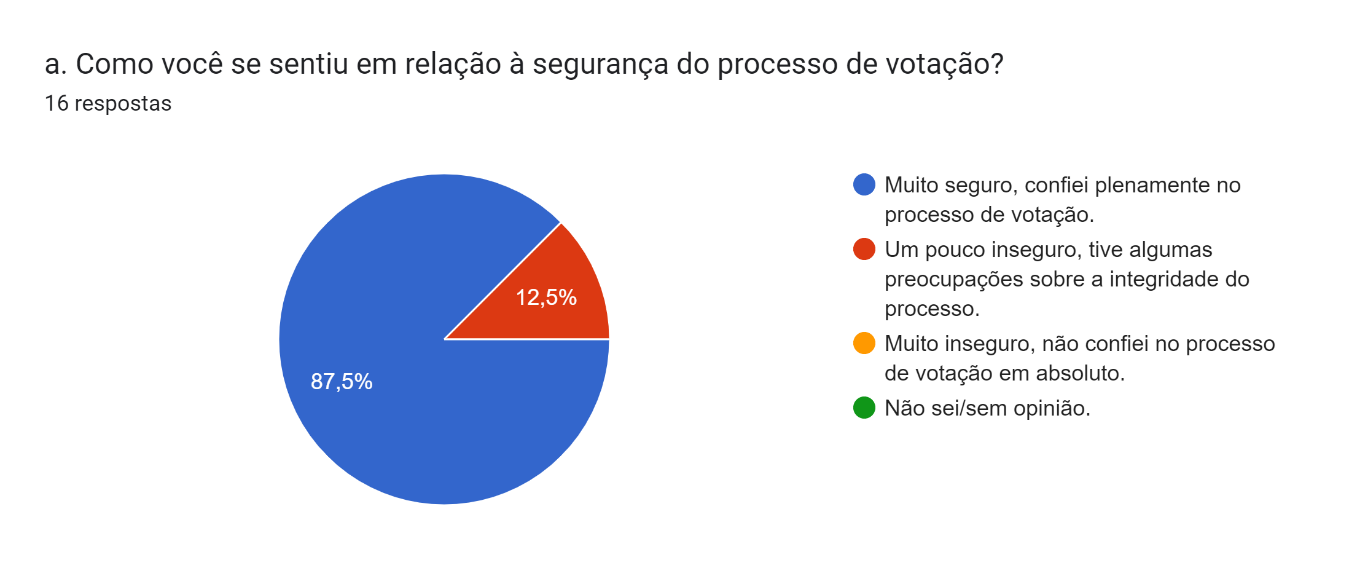 a. Como você se sentiu em relação à segurança do processo de votação?
16 respostas
Muito seguro, confiei plenamente no
processo de votação.
Um pouco inseguro, tive algumas
preocupações sobre a integridade do
processo.
Muito inseguro, não confiei no processo
de votação em absoluto.
Não sei/sem opinião.
12,5%
87,5%